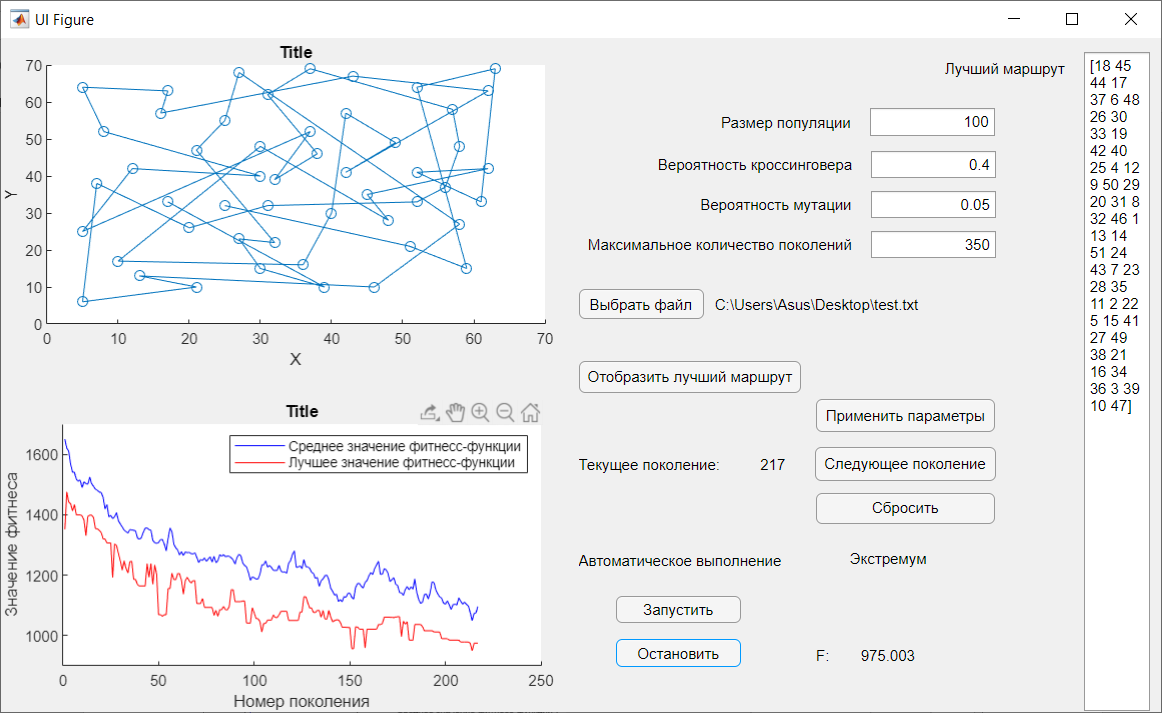 UI Figure
Title
70
60
50
40
30
20
10
0
Y
0 10 20 30 40 50 60 70
X
Title
Среднее значение фитнесс-функции
Лучшее значение фитнесс-функции
1600
1400
1200
1000
Значение фитнеса
0 50 100 150 200 250
Номер поколения
Лучший маршрут
Размер популяции 100
Вероятность кроссинговера 0.4
Вероятность мутации 0.05
Максимальное количество поколений 350
Выбрать файл C:\Users\Asus\Desktop\test.txt
Отобразить лучший маршрут
Применить параметры
Текущее поколение: 217 Следующее поколение
Сбросить
Автоматическое выполнение Экстремум
Запустить
Остановить
F: 975.003
[18 45
44 17
37 6 48
26 30
33 19
42 40
25 4 12
9 50 29
20 31 8
32 46 1
13 14
51 24
43 7 23
28 35
11 2 22
5 15 41
27 49
38 21
16 34
36 3 39
10 47]